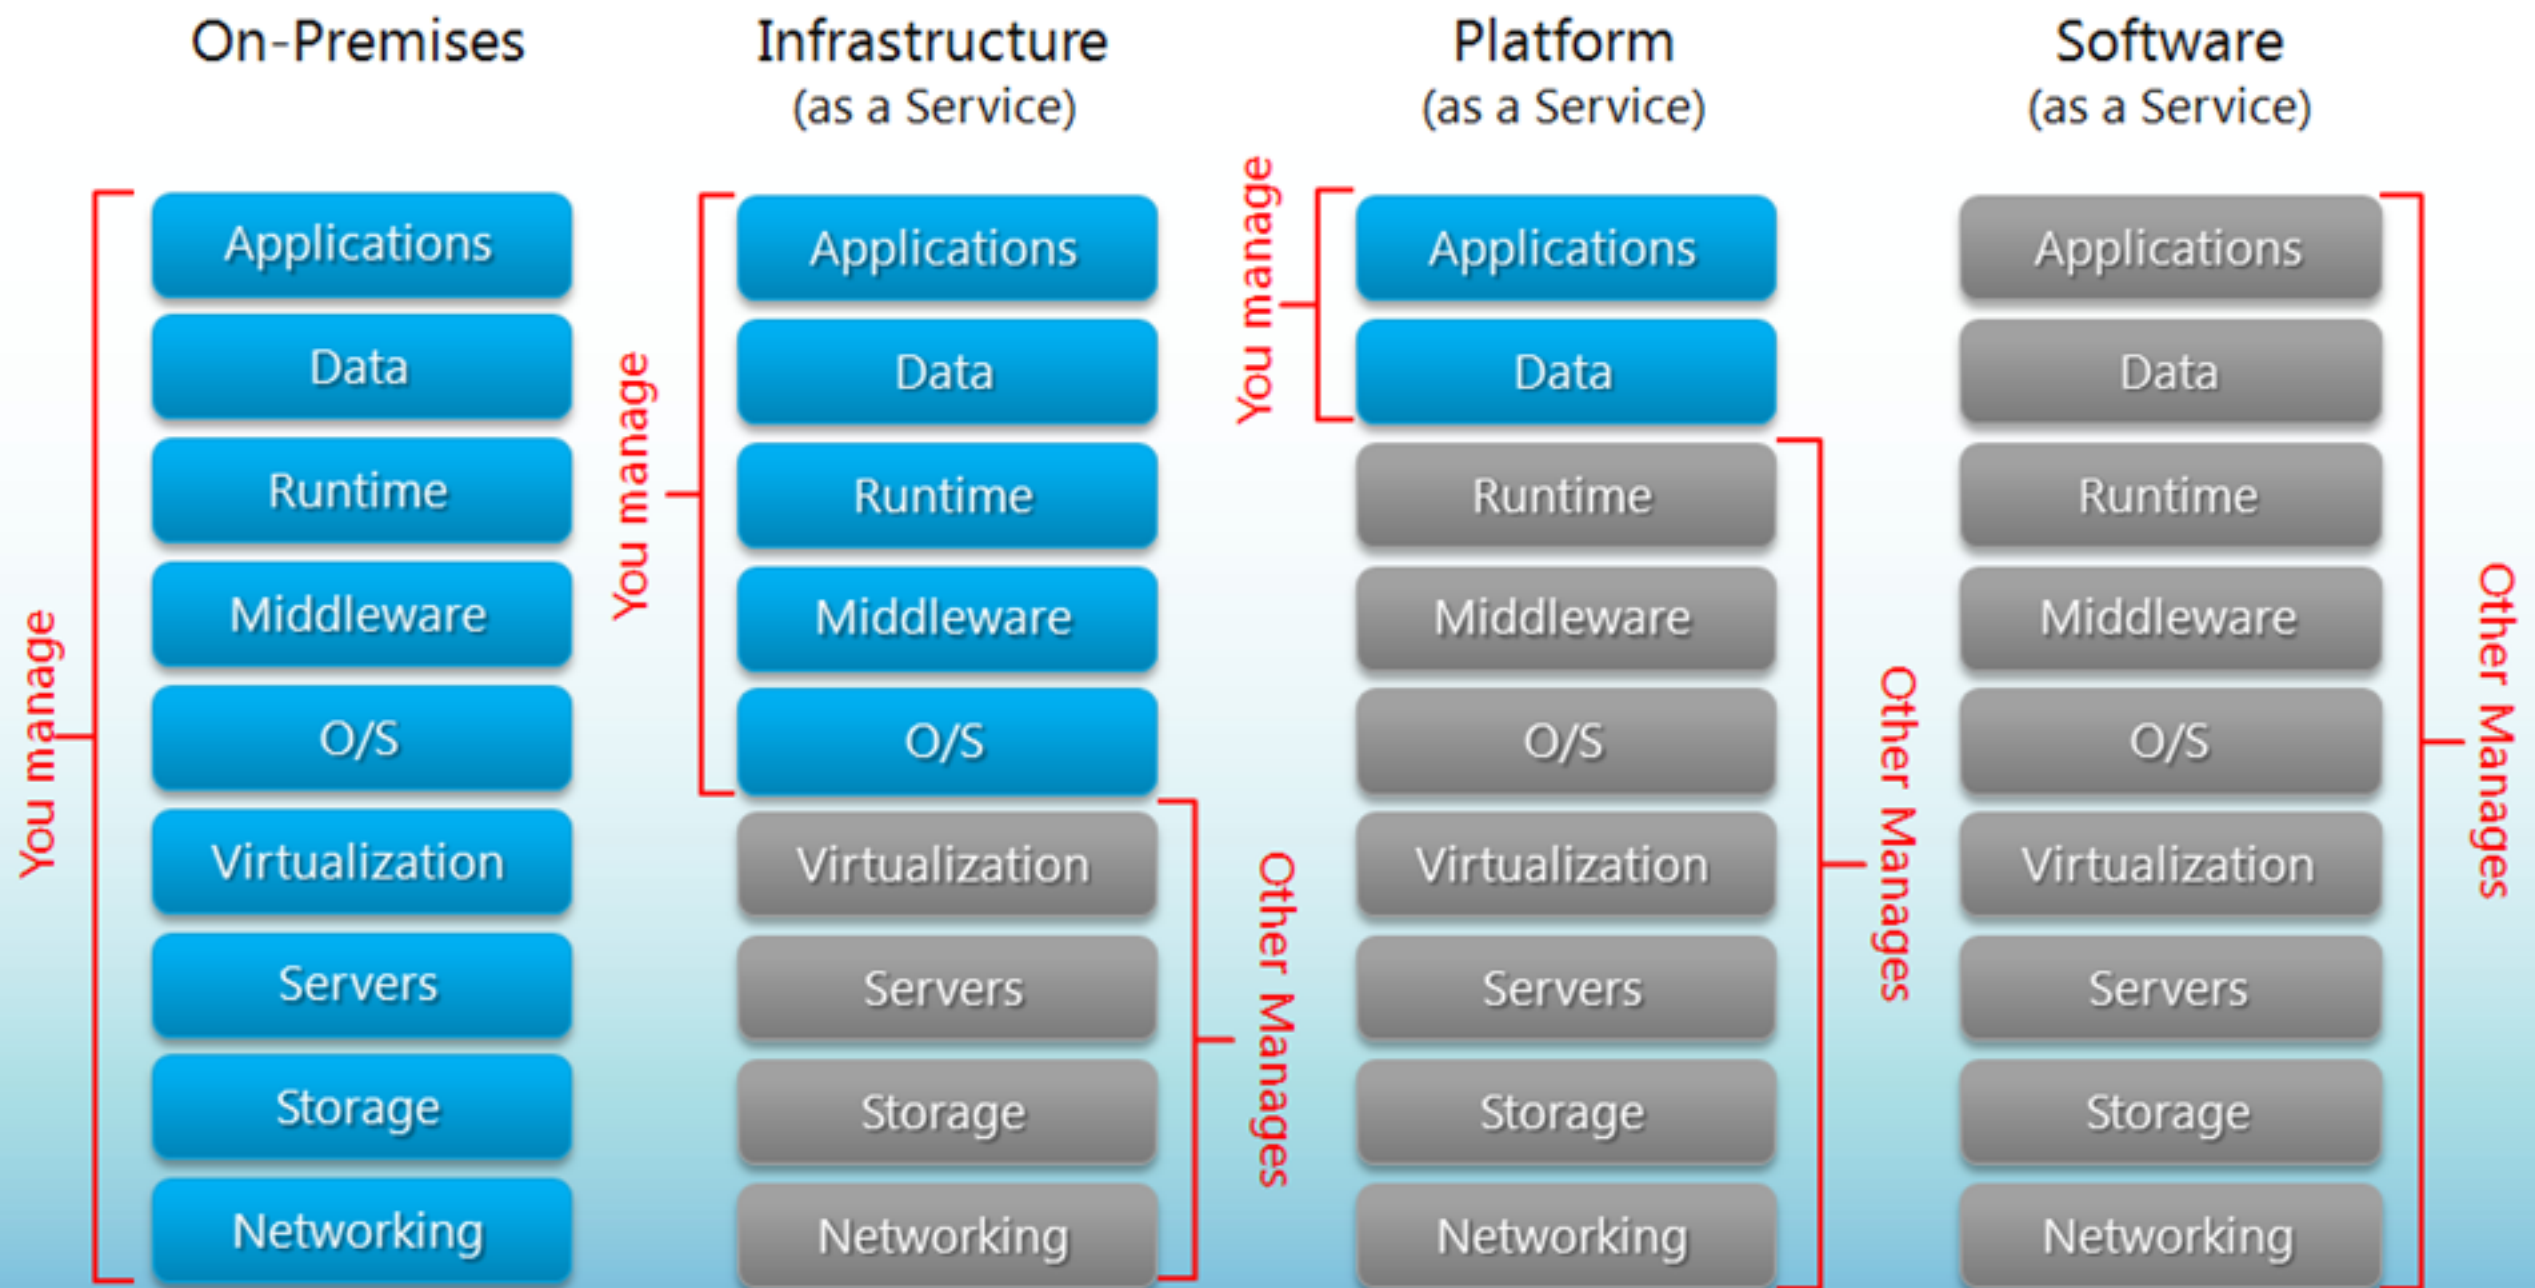 On-Premises
You manage
Applications
Data
Runtime
Middleware
O/S
Virtualization
Servers
Storage
Networking
Infrastructure
(as a Service)
You manage
Applications
Data
Runtime
Middleware
O/S
Virtualization
Servers
Storage
Networking
Other Manages
Platform
(as a Service)
You manage
Applications
Data
Runtime
Middleware
O/S
Virtualization
Servers
Storage
Networking
Other Manages
Software
(as a Service)
Applications
Data
Runtime
Middleware
O/S
Virtualization
Servers
Storage
Networking
Other Manages